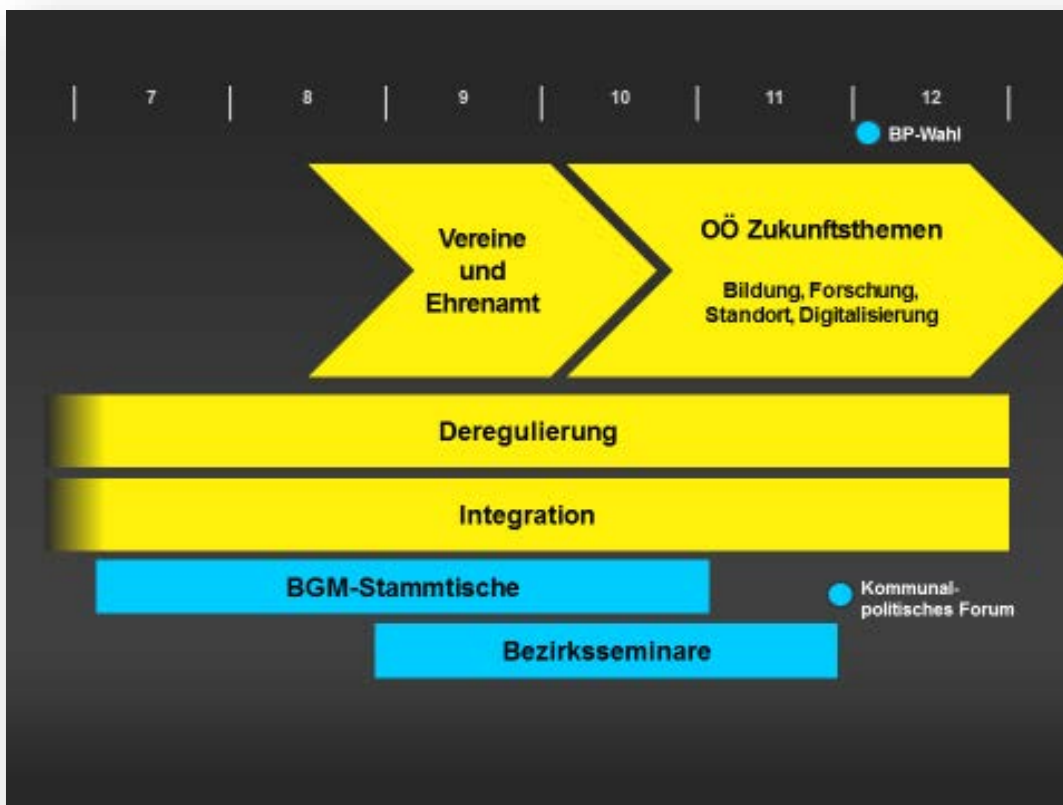 7 8 9 10 11 12
BP-Wahl
Vereine
und
Ehrenamt
OÖ Zukunftsthemen
Bildung, Forschung,
Standort, Digitalisierung
Deregulierung
Integration
BGM-Stammtische
Kommunal-
politisches Forum
Bezirksseminare